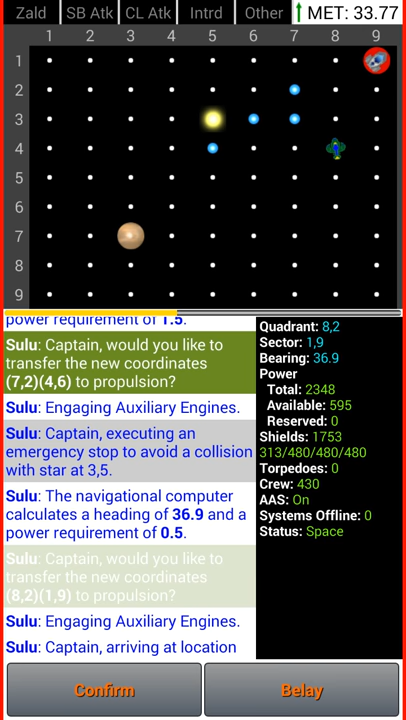 Zald SB Atk CL Atk Intrd Other MET: 33.77
1 2 3 4 5 6 7 8 9
1
2
3
4
5
6
7
8
9
power requirement of 1.5.
Sulu: Captain, would you like to
transfer the new coordinates
(7,2)(4,6) to propulsion?
Sulu: Engaging Auxiliary Engines.
Sulu: Captain, executing an
emergency stop to avoid a collision
with star at 3,5.
Sulu: The navigational computer
calculates a heading of 36.9 and a
power requirement of 0.5.
Sulu: Captain, would you like to
transfer the new coordinates
(8,2)(1,9) to propulsion?
Sulu: Engaging Auxiliary Engines.
Sulu: Captain, arriving at location
Quadrant: 8,2
Sector: 1,9
Bearing: 36.9
Power
Total: 2348
Available: 595
Reserved: 0
Shields: 1753
313/480/480/480
Torpedoes: 0
Crew: 430
AAS: On
Systems Offline: 0
Status: Space
Confirm Belay